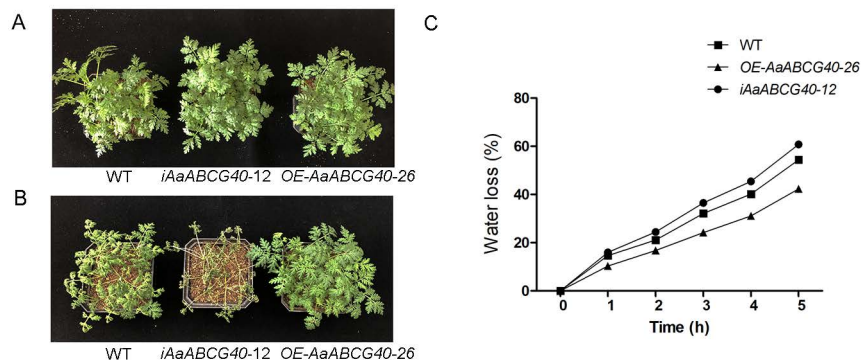 A
WT iAaABCG40-12 OE-AaABCG40-26
B
WT iAaABCG40-12 OE-AaABCG40-26
C
WT
OE-AaABCG40-26
iAaABCG40-12
Water loss (%)
80
60
40
20
0
0 1 2 3 4 5
Time (h)